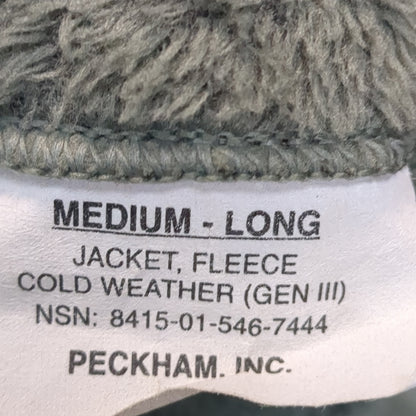 MEDIUM - LONG
JACKET, FLEECE
COLD WEATHER (GEN III)
NSN: 8415-01-546-7444
PECKHAM. INC.